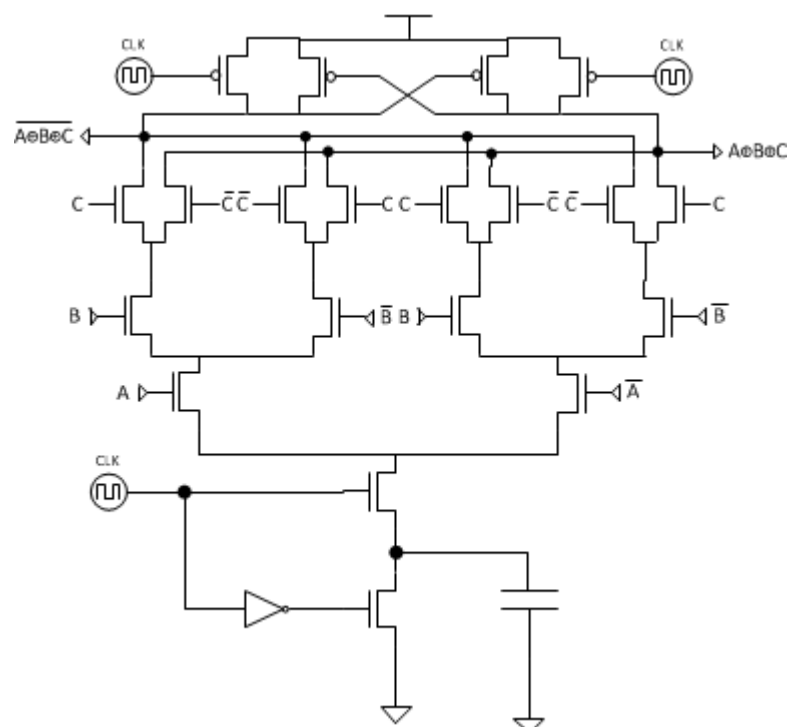 CLK CLK
A̅⊕B̅⊕C̅ A⊕B⊕C
C C̅ C̅ C C C̅ C̅ C
B B̅ B B̅
A A̅
CLK